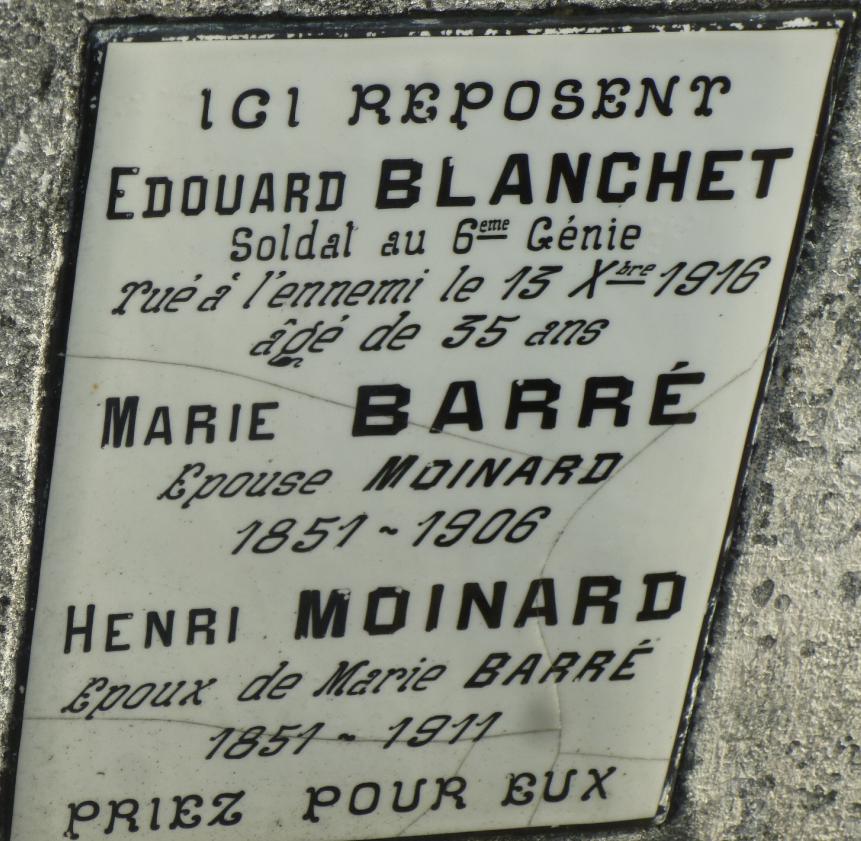 ICI REPOSENT
EDOUARD BLANCHET
Soldat au 6eme Génie
Tué à l'ennemi le 13 Xbre 1916
âgé de 35 ans
MARIE BARRÉ
Epouse MOINARD
1851 ~ 1906
HENRI MOINARD
Epoux de Marie BARRÉ
1851 ~ 1911
PRIEZ POUR EUX